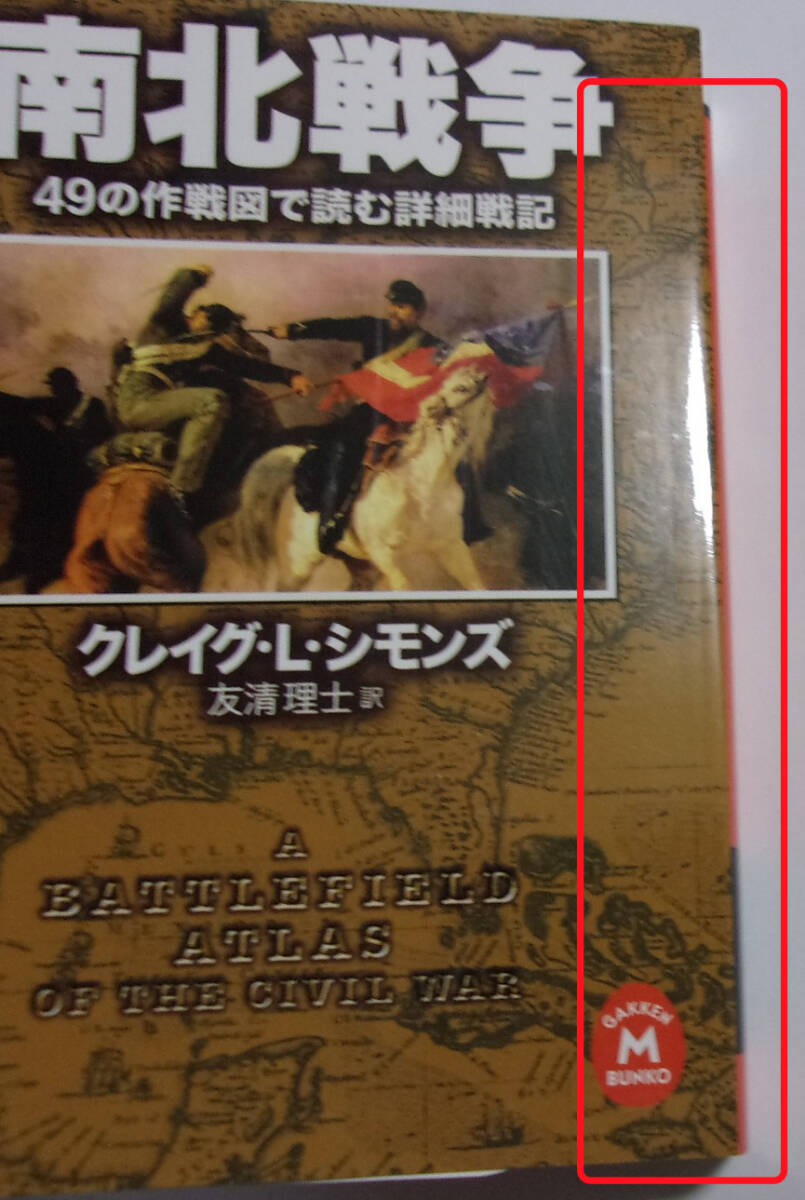 南北戦争
49の作戦図で読む詳細戦記
クレイグ・L・シモンズ
友清理士 訳
A
BATTLEFIELD
ATLAS
OF THE CIVIL WAR
GAKKEN
M
BUNKO